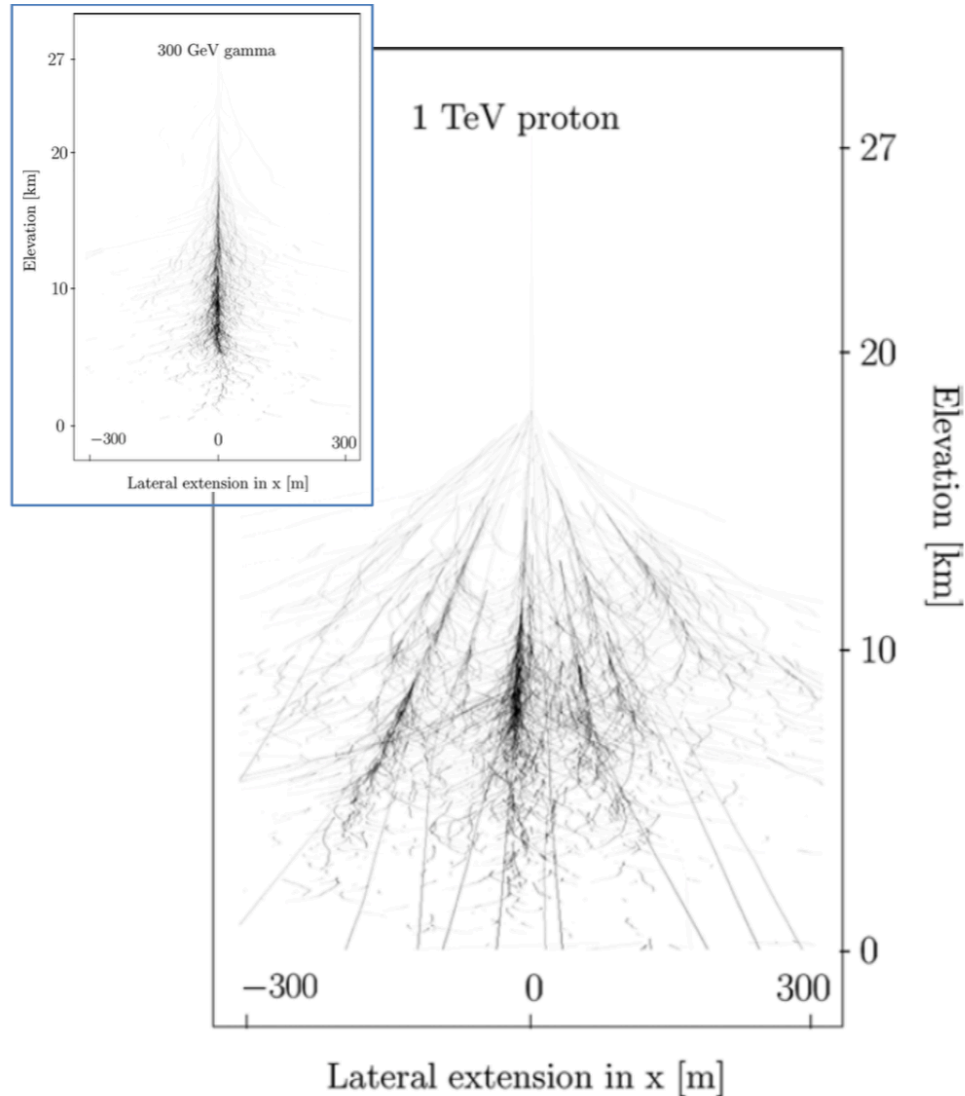 300 GeV gamma
27
20
10
0
Elevation [km]
−300 0 300
Lateral extension in x [m]
1 TeV proton
27
20
10
0
Elevation [km]
−300 0 300
Lateral extension in x [m]